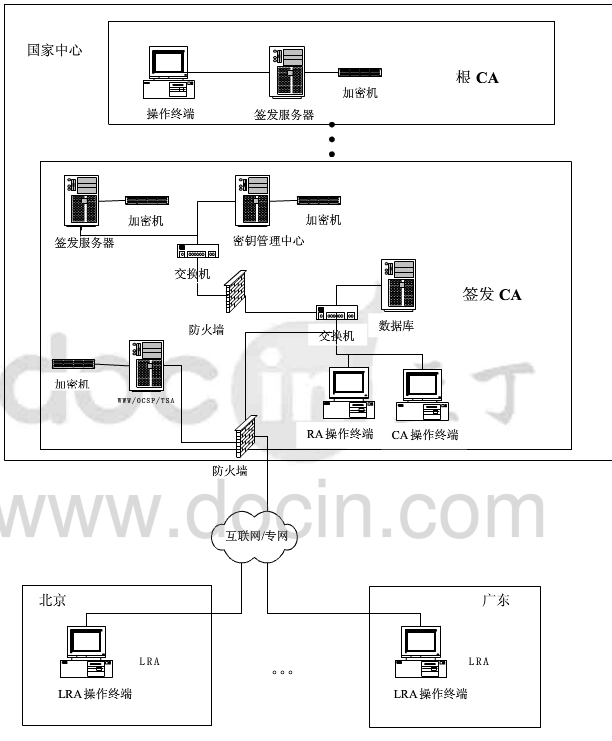 国家中心
根 CA
操作终端
签发服务器
加密机
签发服务器
加密机
密钥管理中心
加密机
交换机
签发 CA
防火墙
交换机
数据库
加密机
WWW/OCSP/TSA
RA 操作终端
CA 操作终端
防火墙
docin
豆丁
www.docin.com
互联网/专网
北京
LRA
LRA 操作终端
。。。
广东
LRA
LRA 操作终端